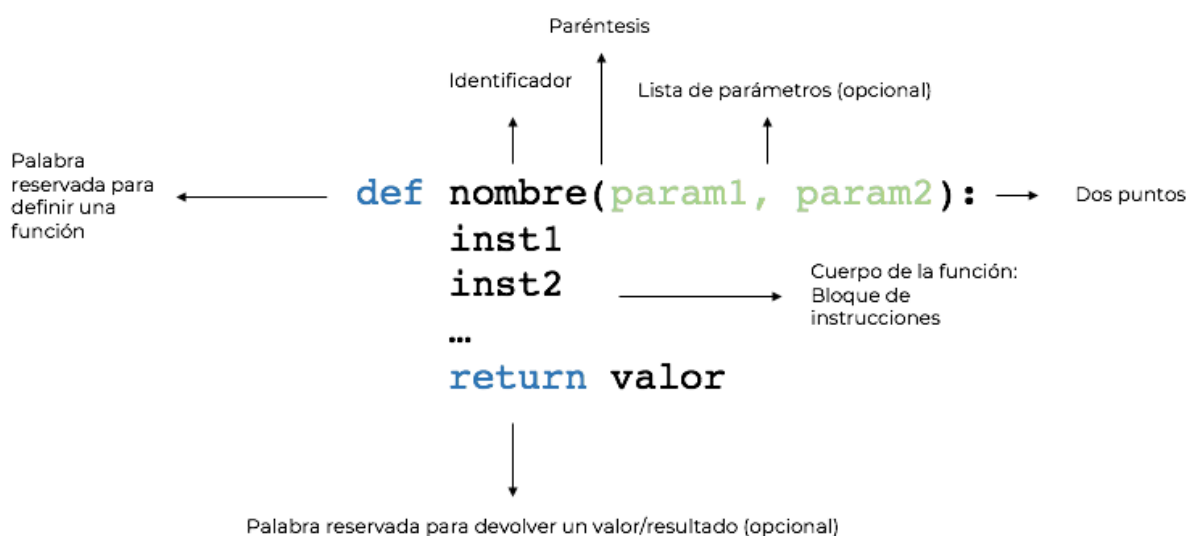 Paréntesis
Identificador
Lista de parámetros (opcional)
Palabra
reservada para
definir una
función
def nombre(param1, param2):
Dos puntos
inst1
inst2
Cuerpo de la función:
Bloque de
instrucciones
…
return valor
Palabra reservada para devolver un valor/resultado (opcional)